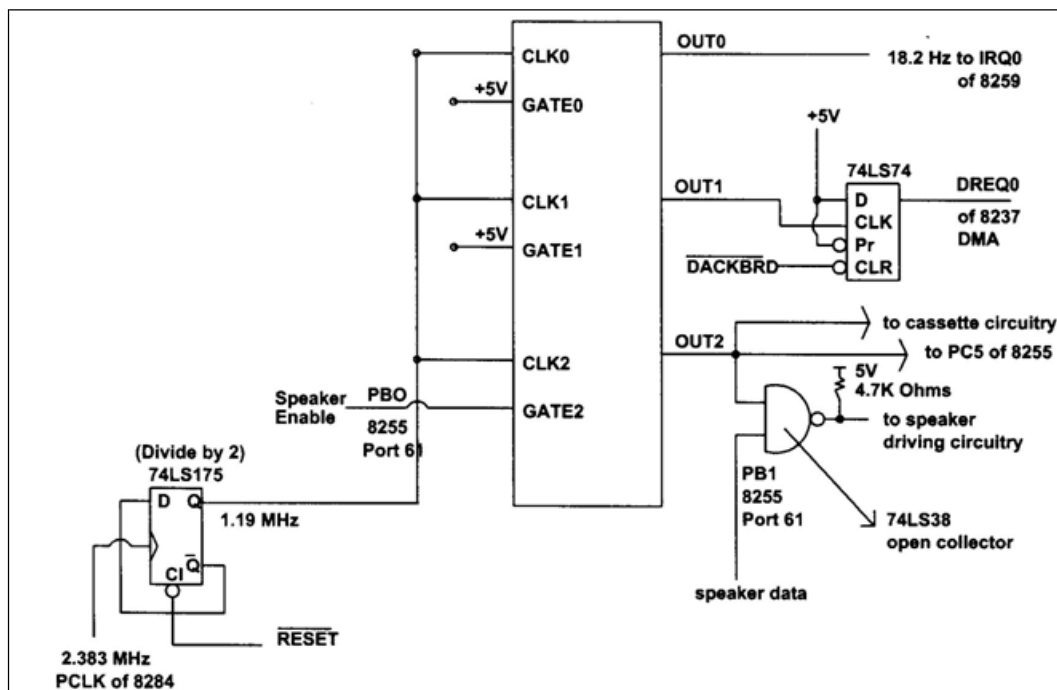 OUT0
CLK0
18.2 Hz to IRQ0
of 8259
+5V
GATE0
+5V
74LS74
OUT1
D
DREQ0
CLK1
CLK
of 8237
DMA
+5V
Pr
GATE1
DACKBRD
CLR
to cassette circuitry
OUT2
to PC5 of 8255
CLK2
5V
4.7K Ohms
Speaker
Enable
PBO
GATE2
8255
Port 61
to speaker
driving circuitry
(Divide by 2)
74LS175
PB1
8255
Port 61
D
Q
1.19 MHz
74LS38
open collector
Q
CI
speaker data
RESET
2.383 MHz
PCLK of 8284